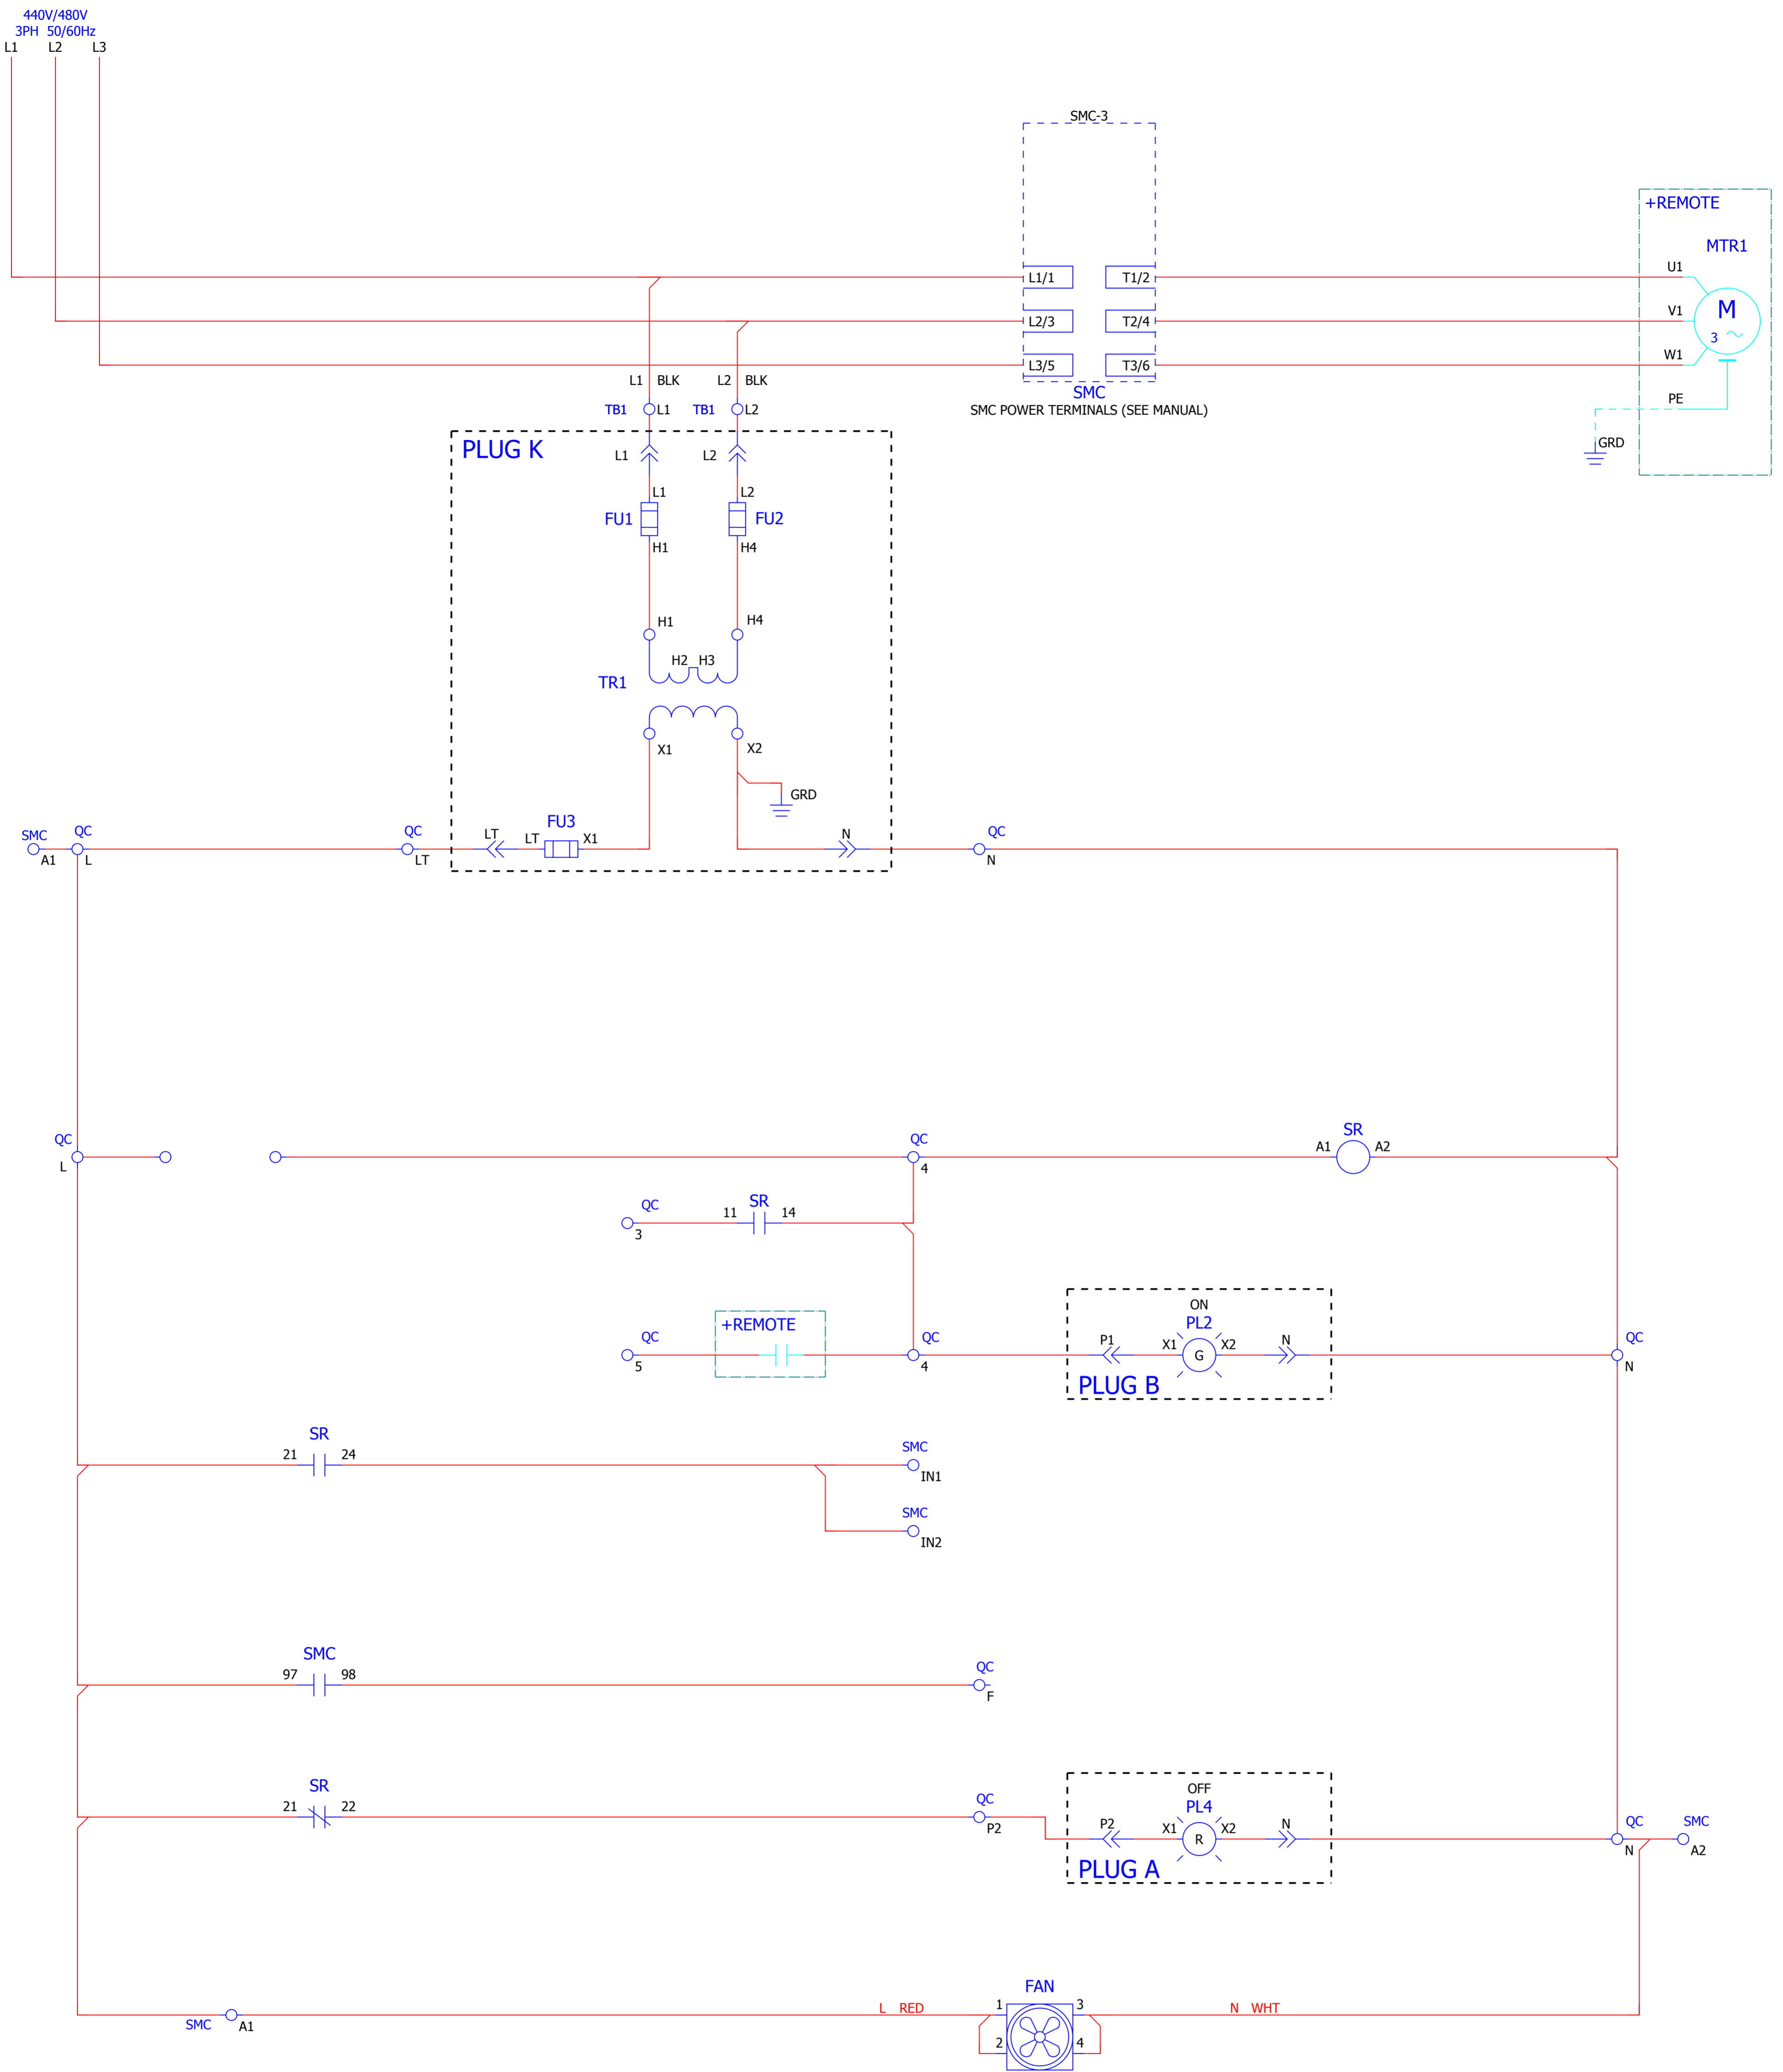 440V/480V
3PH 50/60Hz
L1 L2 L3
SMC-3
+REMOTE
MTR1
U1
L1/1 T1/2
M
V1
3
L2/3 T2/4
W1
L3/5 T3/6
L1 BLK L2 BLK
SMC
PE
TB1 L1 TB1 L2
SMC POWER TERMINALS (SEE MANUAL)
GRD
PLUG K
L1 L2
L1 L2
FU1 FU2
H1 H4
H1 H4
H2 H3
TR1
X1 X2
GRD
FU3
SMC QC QC LT LT X1 N QC
A1 L LT N
SR
QC QC A1 A2
L 4
SR
QC 11 14
3
ON
+REMOTE PL2
QC QC P1 X1 X2 N QC
G
5 4 N
PLUG B
SR
21 24 SMC
IN1
SMC
IN2
SMC
97 98 QC
F
SR OFF
21 22 QC PL4
P2 P2 X1 X2 N QC SMC
R
N A2
PLUG A
FAN
L RED 1 3 N WHT
SMC A1
2 4